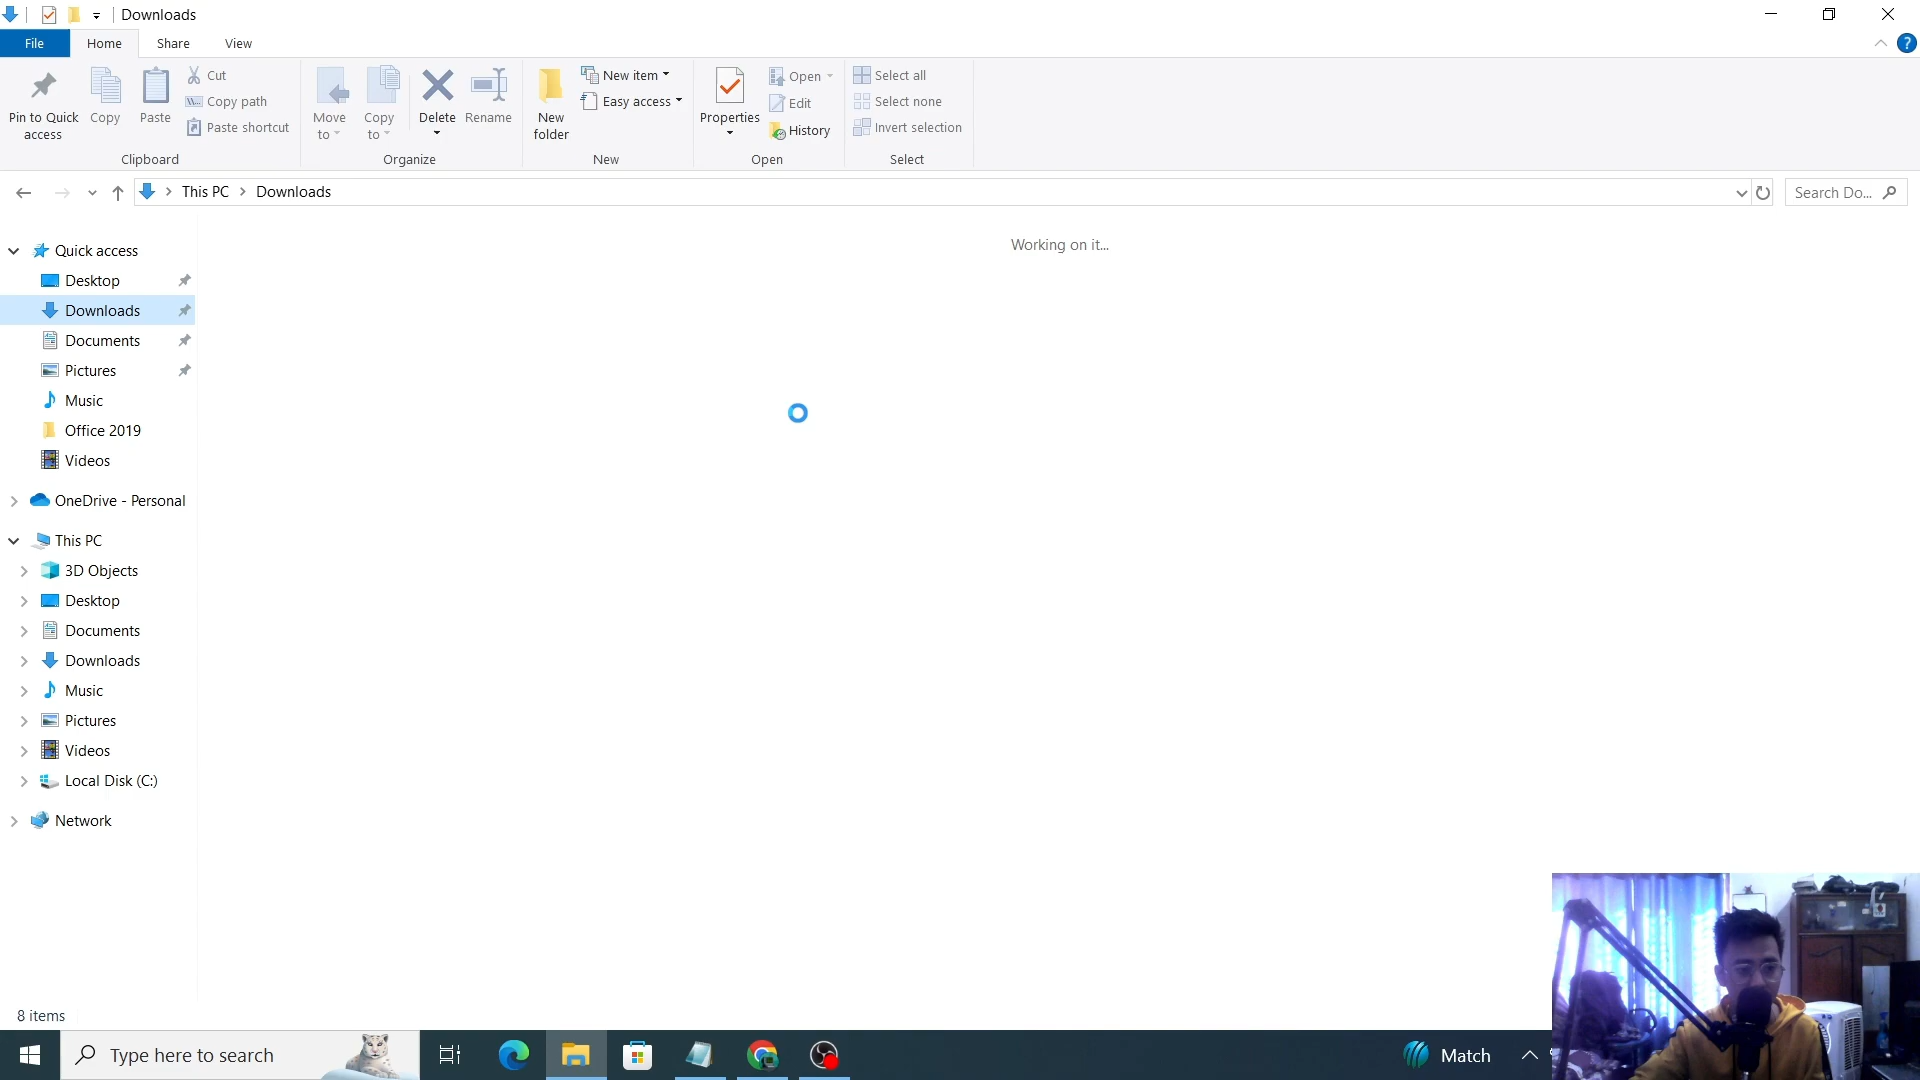 Downloads
File Home Share View
Pin to Quick access
Copy
Paste
Cut
Copy path
Paste shortcut
Clipboard
Move to
Copy to
Delete
Rename
Organize
New folder
New item
Easy access
New
Properties
Open
Edit
History
Open
Select all
Select none
Invert selection
Select
This PC > Downloads
Search Do...
Working on it...
Quick access
Desktop
Downloads
Documents
Pictures
Music
Office 2019
Videos
OneDrive - Personal
This PC
3D Objects
Desktop
Documents
Downloads
Music
Pictures
Videos
Local Disk (C:)
Network
8 items
Type here to search
Match